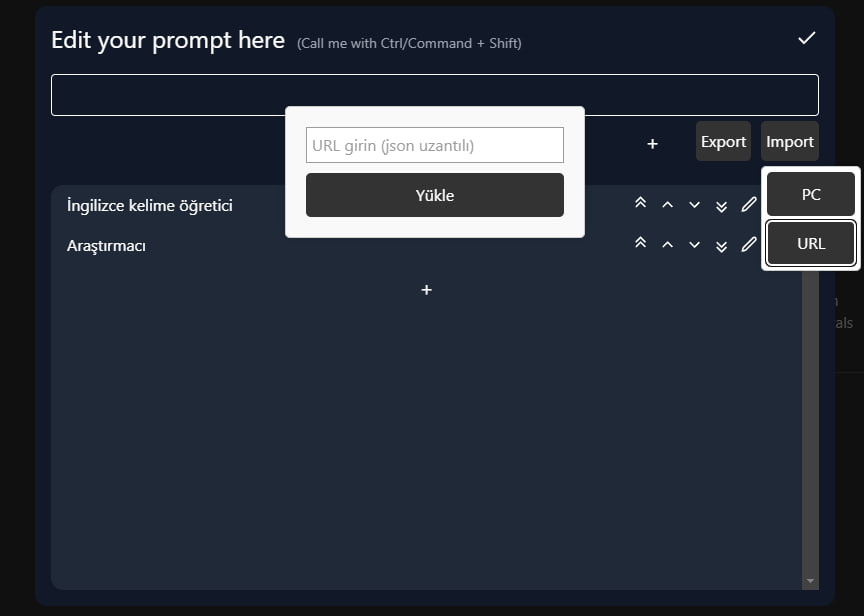 Edit your prompt here (Call me with Ctrl/Command + Shift)
URL girin (json uzantılı)
Yükle
+ Export Import
PC
URL
İngilizce kelime öğretici
Araştırmacı
+
als